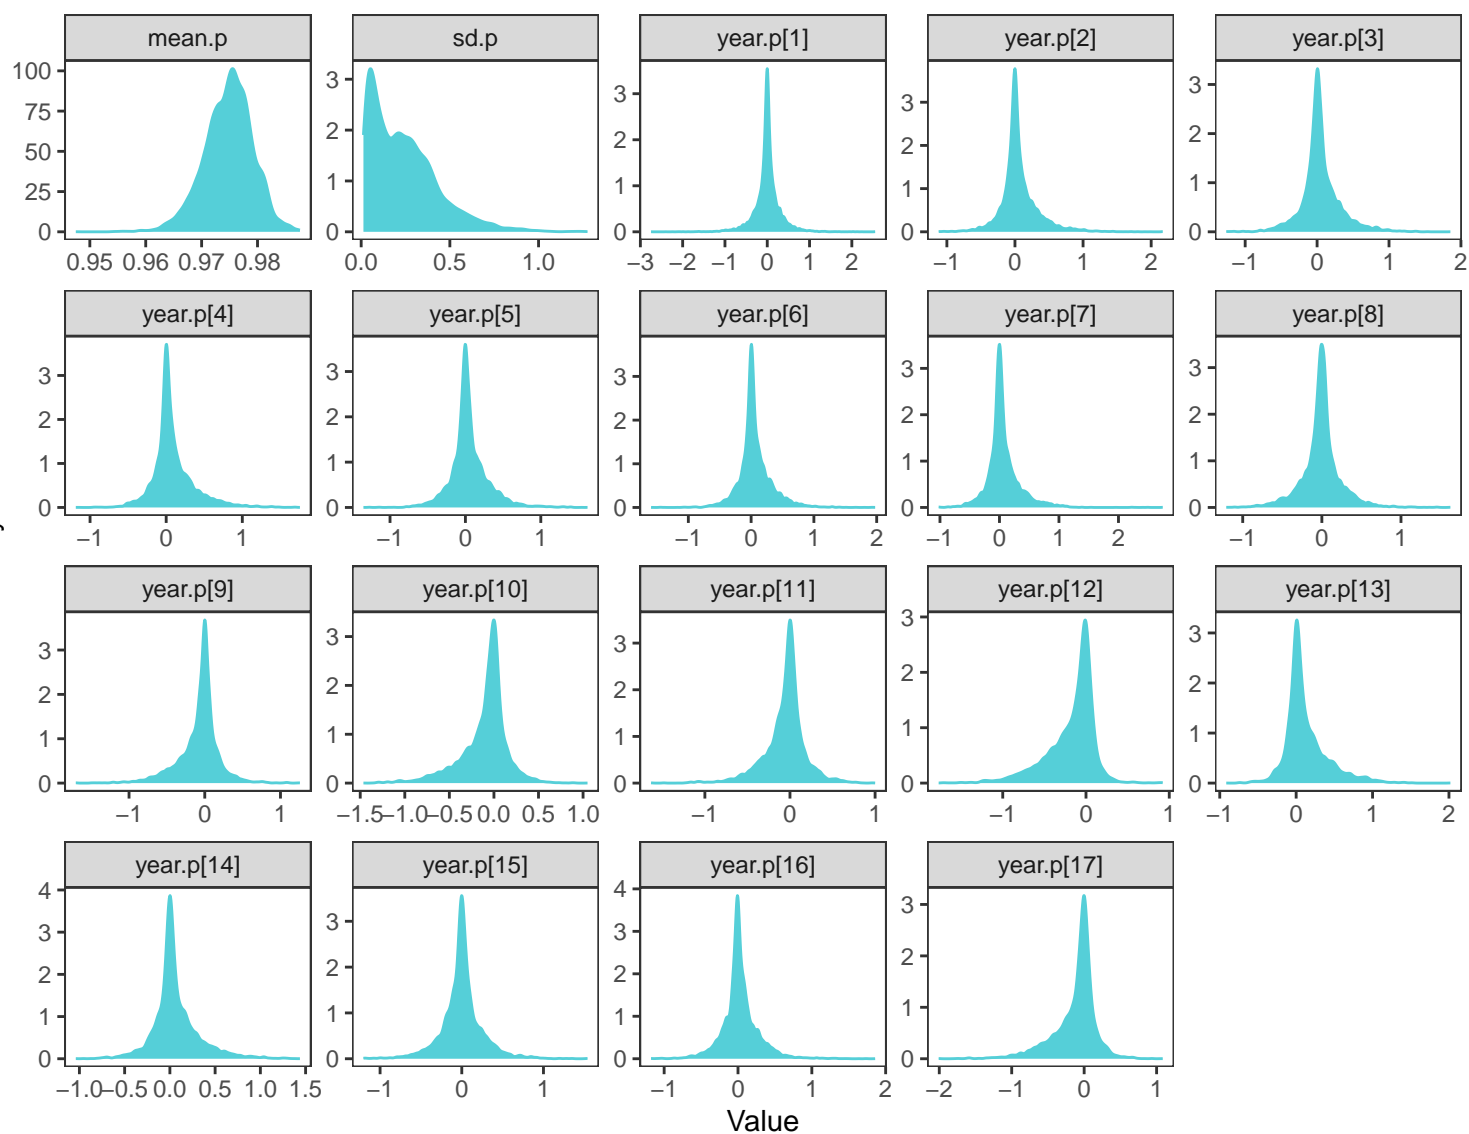 mean.p sd.p year.p[1] year.p[2] year.p[3]
100 75 50 25 0
3 2 1 0
3 2 1 0
3 2 1 0
3 2 1 0
0.95 0.96 0.97 0.98
0.0 0.5 1.0
−3 −2 −1 0 1 2
−1 0 1 2
−1 0 1 2
year.p[4] year.p[5] year.p[6] year.p[7] year.p[8]
3 2 1 0
3 2 1 0
3 2 1 0
3 2 1 0
3 2 1 0
−1 0 1
−1 0 1
−1 0 1 2
−1 0 1 2
−1 0 1
year.p[9] year.p[10] year.p[11] year.p[12] year.p[13]
3 2 1 0
3 2 1 0
3 2 1 0
3 2 1 0
3 2 1 0
−1 0 1
−1.5 −1.0 −0.5 0.0 0.5 1.0
−1 0 1
−1 0 1
−1 0 1 2
year.p[14] year.p[15] year.p[16] year.p[17]
4 3 2 1 0
3 2 1 0
4 3 2 1 0
3 2 1 0
−1.0 −0.5 0.0 0.5 1.0 1.5
−1 0 1
−1 0 1 2
−2 −1 0 1
Value